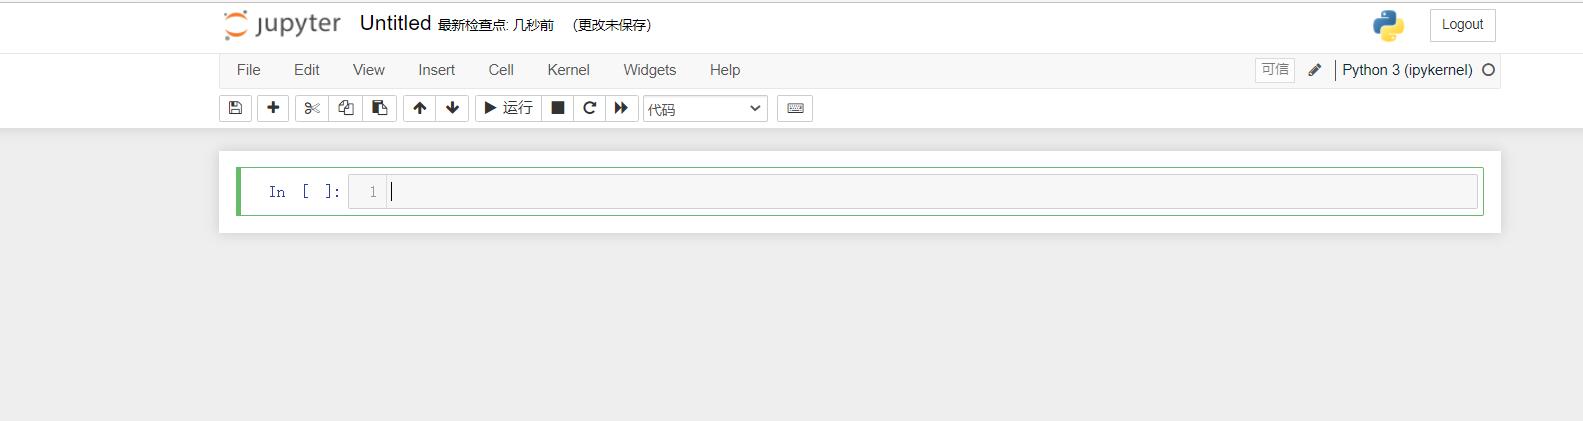 jupyter Untitled 最新检查点: 几秒前 (更改未保存) Logout
File Edit View Insert Cell Kernel Widgets Help 可信 Python 3 (ipykernel)
运行 代码
In [ ]: 1